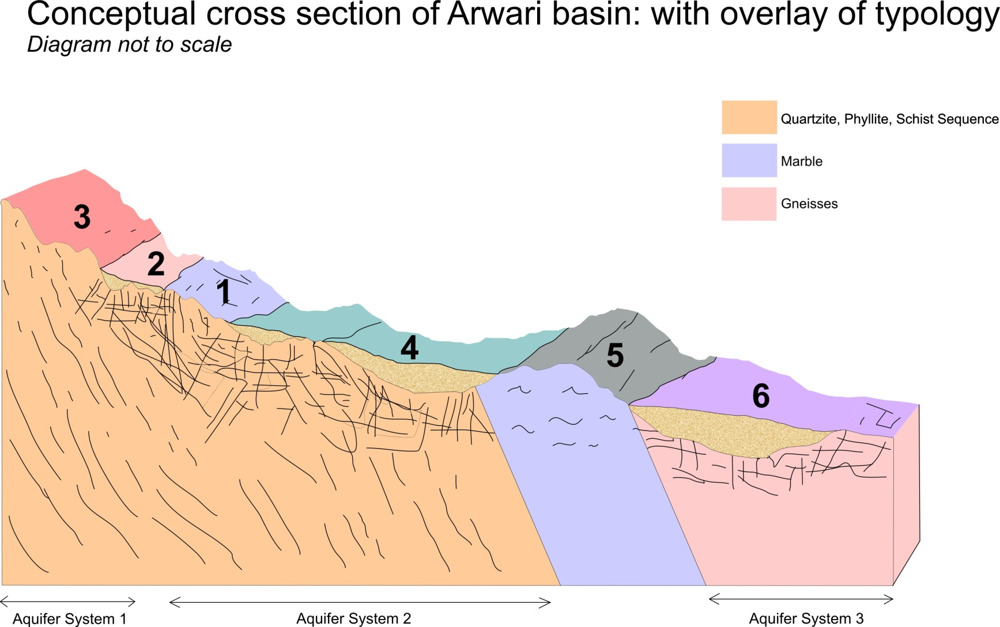 Conceptual cross section of Arwari basin: with overlay of typology
Diagram not to scale
Quartzite, Phyllite, Schist Sequence
Marble
Gneisses
3
2
1
4
5
6
Aquifer System 1
Aquifer System 2
Aquifer System 3